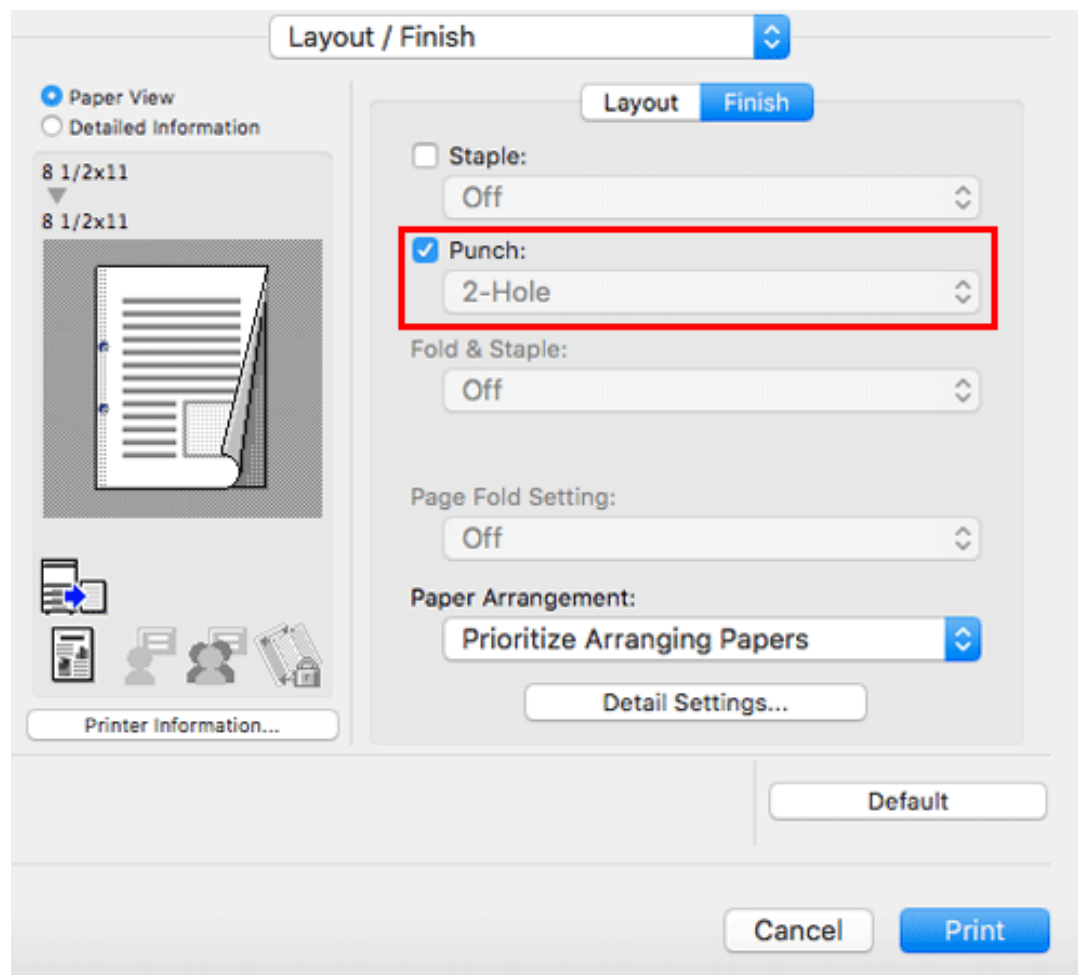 Layout / Finish
Paper View
Detailed Information
8 1/2x11
8 1/2x11
Printer Information...
Layout Finish
Staple:
Off
Punch:
2-Hole
Fold & Staple:
Off
Page Fold Setting:
Off
Paper Arrangement:
Prioritize Arranging Papers
Detail Settings...
Default
Cancel Print